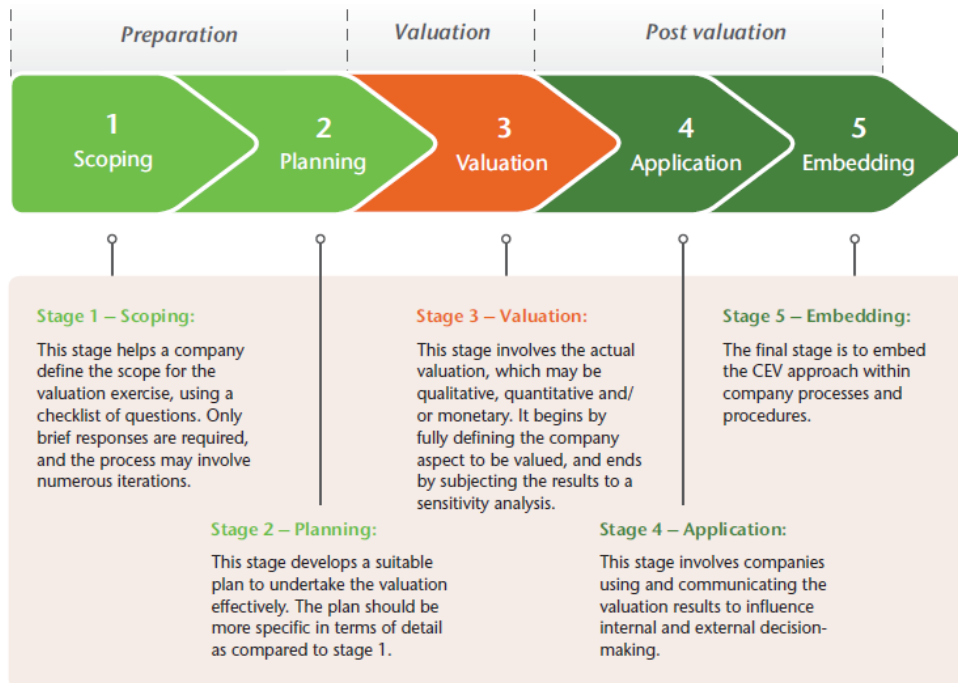 Preparation
Valuation
Post valuation
1
Scoping
2
Planning
3
Valuation
4
Application
5
Embedding
Stage 1 – Scoping:
This stage helps a company
define the scope for the
valuation exercise, using a
checklist of questions. Only
brief responses are required,
and the process may involve
numerous iterations.
Stage 2 – Planning:
This stage develops a suitable
plan to undertake the valuation
effectively. The plan should be
more specific in terms of detail
as compared to stage 1.
Stage 3 – Valuation:
This stage involves the actual
valuation, which may be
qualitative, quantitative and/
or monetary. It begins by
fully defining the company
aspect to be valued, and ends
by subjecting the results to a
sensitivity analysis.
Stage 4 – Application:
This stage involves companies
using and communicating the
valuation results to influence
internal and external decision-
making.
Stage 5 – Embedding:
The final stage is to embed
the CEV approach within
company processes and
procedures.